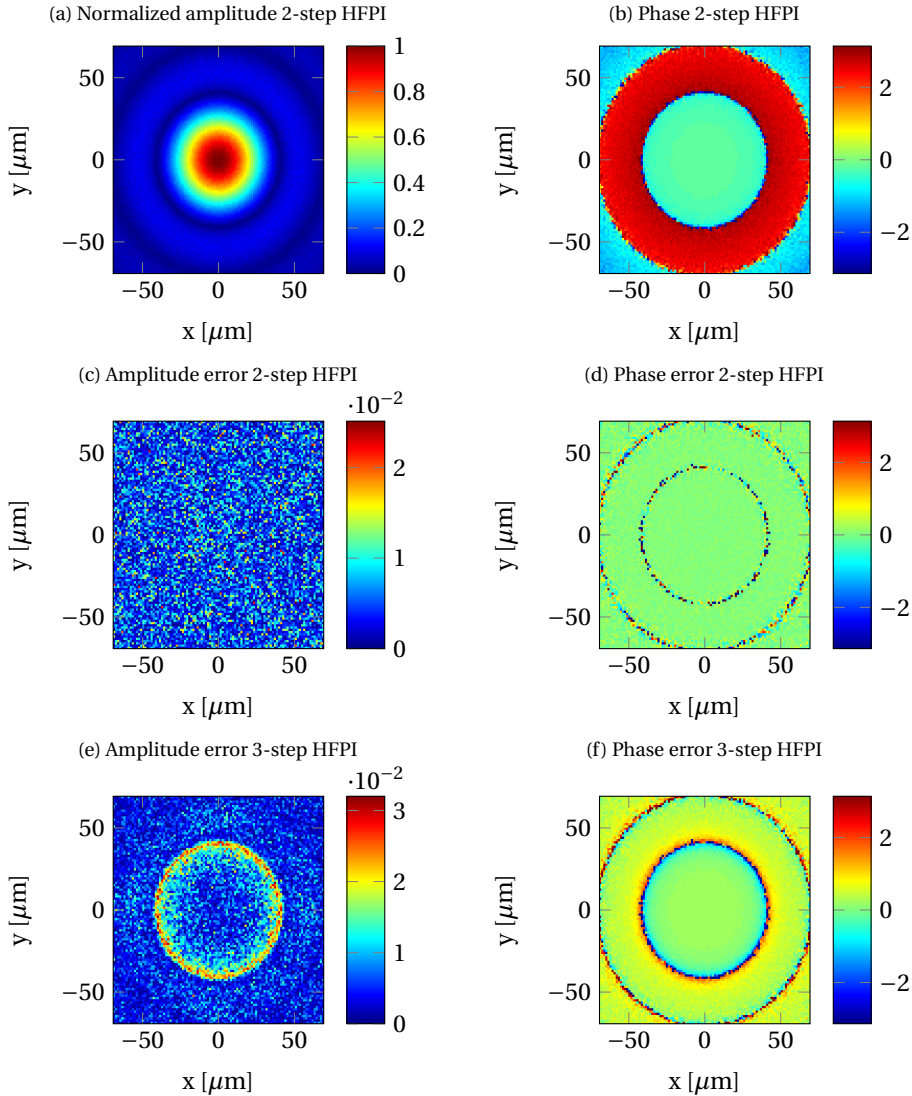 (a) Normalized amplitude 2-step HFPI
(b) Phase 2-step HFPI
−50 0 50
−50
0
50
x [μm]
y [μm]
0
0.2
0.4
0.6
0.8
1
−50 0 50
−50
0
50
x [μm]
y [μm]
−2
0
2
(c) Amplitude error 2-step HFPI
(d) Phase error 2-step HFPI
−50 0 50
−50
0
50
x [μm]
y [μm]
0
1
2
·10⁻²
−50 0 50
−50
0
50
x [μm]
y [μm]
−2
0
2
(e) Amplitude error 3-step HFPI
(f) Phase error 3-step HFPI
−50 0 50
−50
0
50
x [μm]
y [μm]
0
1
2
3
·10⁻²
−50 0 50
−50
0
50
x [μm]
y [μm]
−2
0
2